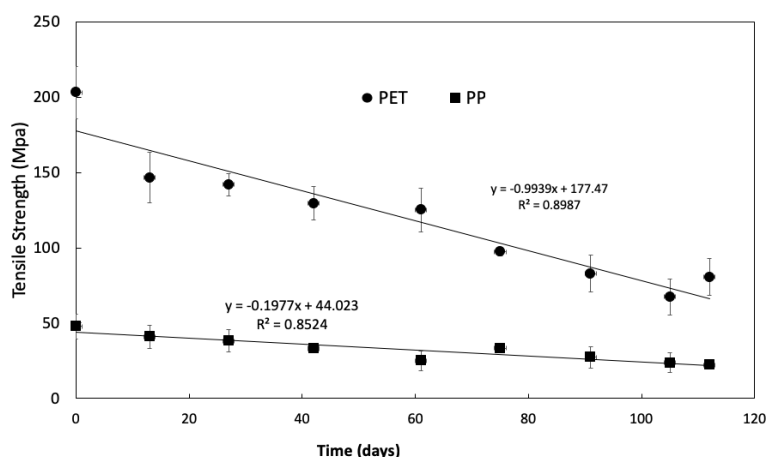 250
200
150
100
50
0
Tensile Strength (Mpa)
PET PP
y = -0.9939x + 177.47
R² = 0.8987
y = -0.1977x + 44.023
R² = 0.8524
0 20 40 60 80 100 120
Time (days)